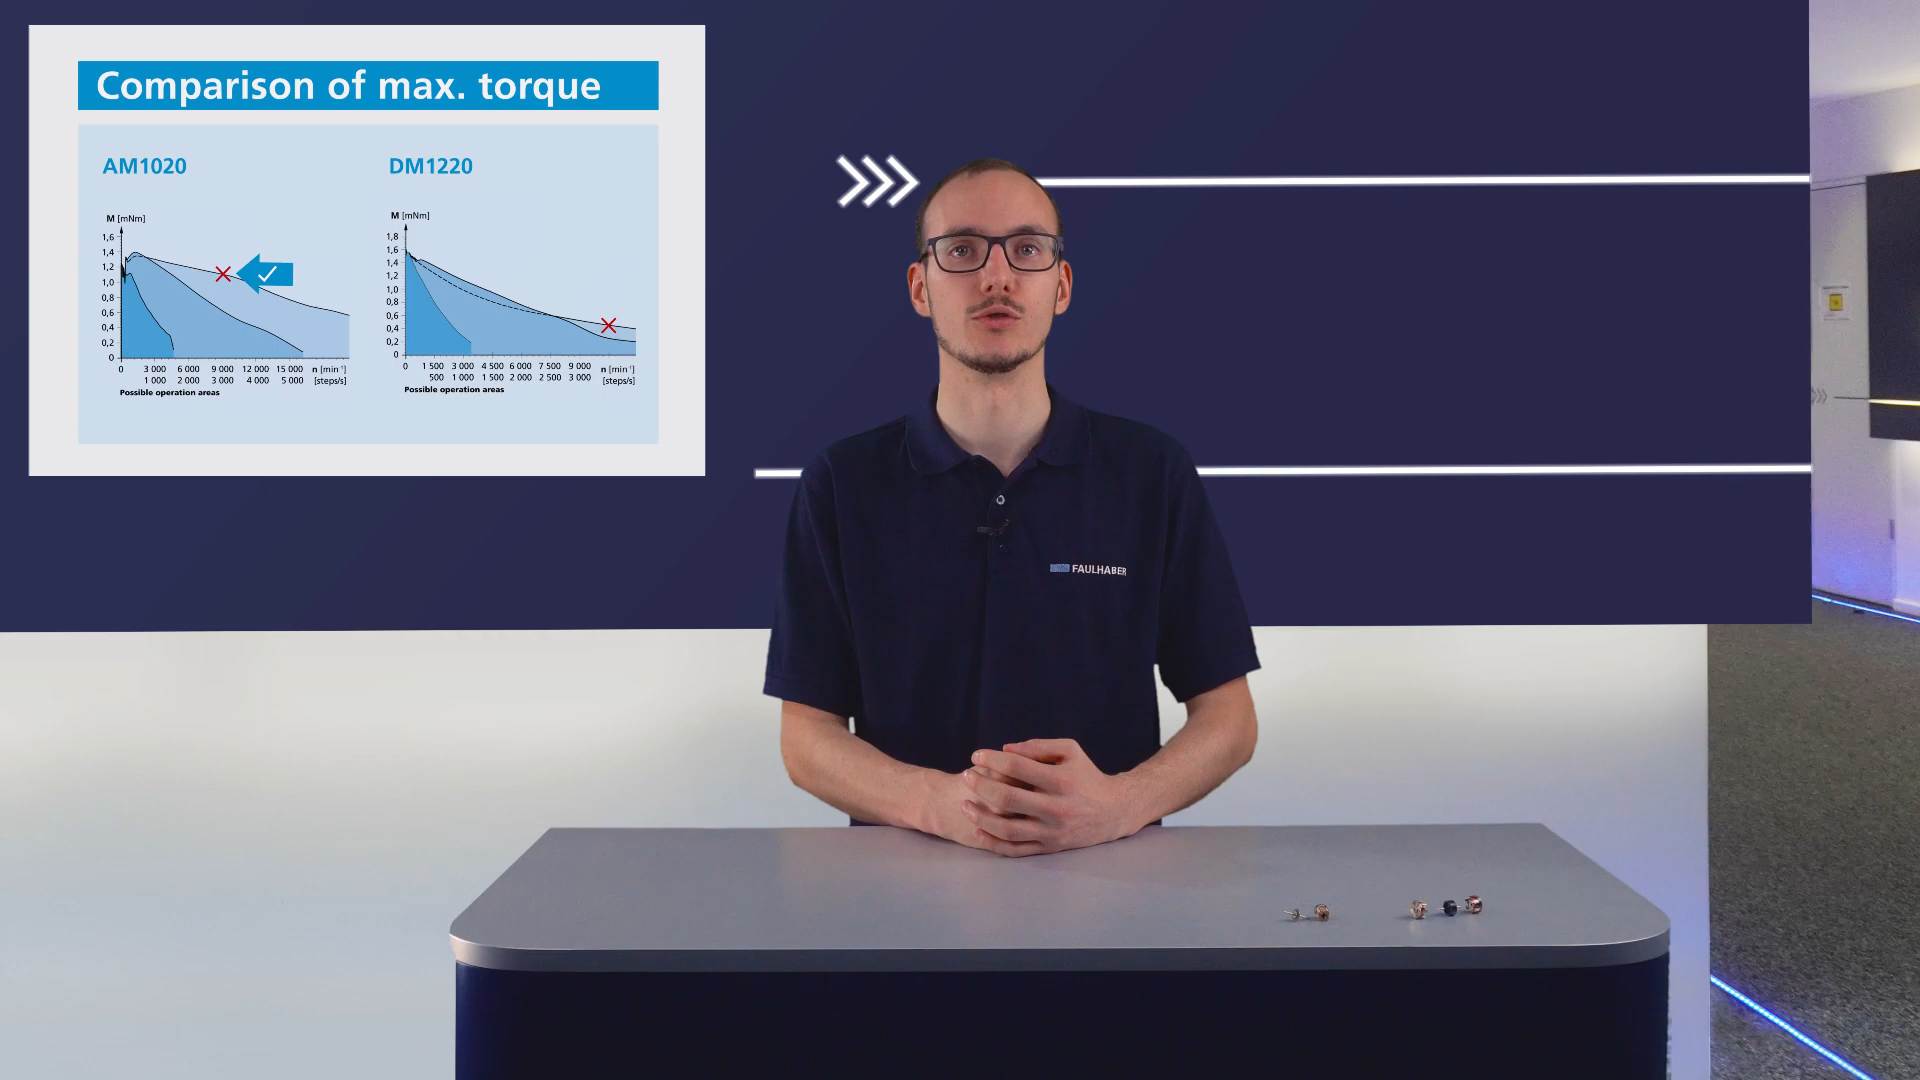 Comparison of max. torque
AM1020
M [mNm]
1,6
1,4
1,2
1,0
0,8
0,6
0,4
0,2
0
0 3 000 6 000 9 000 12 000 15 000 n [min⁻¹]
1 000 2 000 3 000 4 000 5 000 [steps/s]
Possible operation areas
DM1220
M [mNm]
1,8
1,6
1,4
1,2
1,0
0,8
0,6
0,4
0,2
0
0 1 500 3 000 4 500 6 000 7 500 9 000 n [min⁻¹]
500 1 000 1 500 2 000 2 500 3 000 [steps/s]
Possible operation areas
FAULHABER